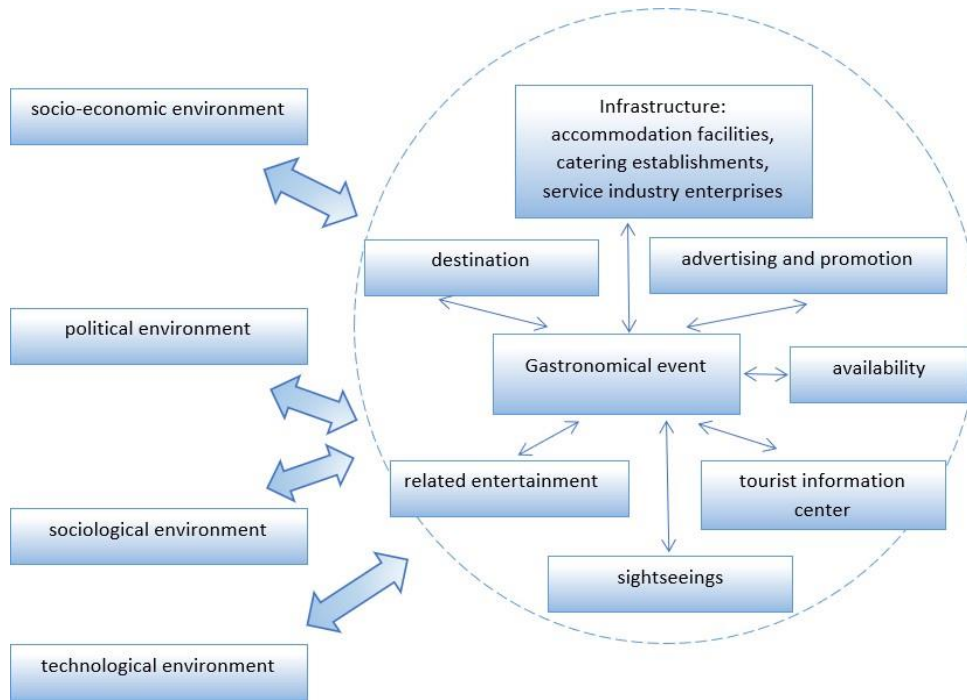 socio-economic environment
Infrastructure:
accommodation facilities,
catering establishments,
service industry enterprises
destination
advertising and promotion
political environment
Gastronomical event
availability
related entertainment
tourist information
center
sociological environment
sightseeings
technological environment